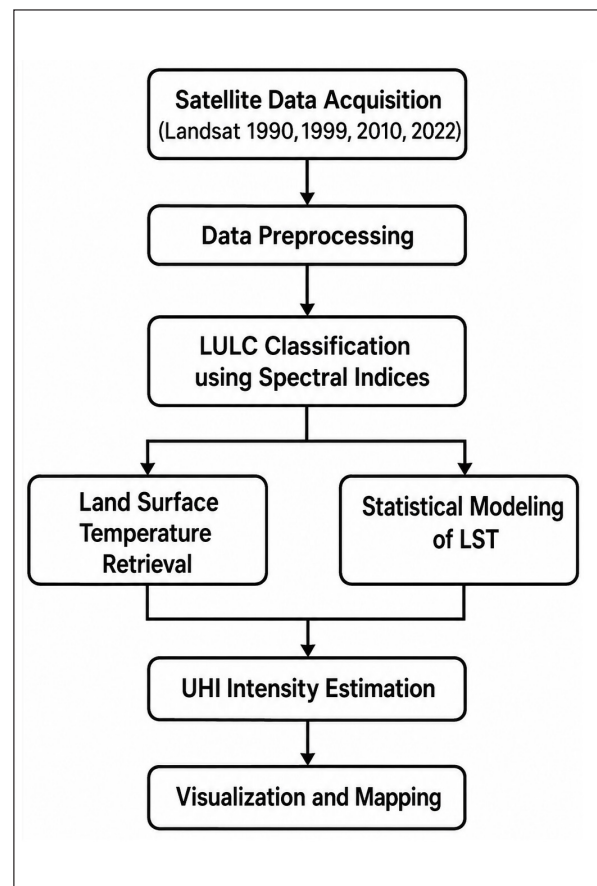 Satellite Data Acquisition
(Landsat 1990, 1999, 2010, 2022)
Data Preprocessing
LULC Classification
using Spectral Indices
Land Surface
Temperature
Retrieval
Statistical Modeling
of LST
UHI Intensity Estimation
Visualization and Mapping